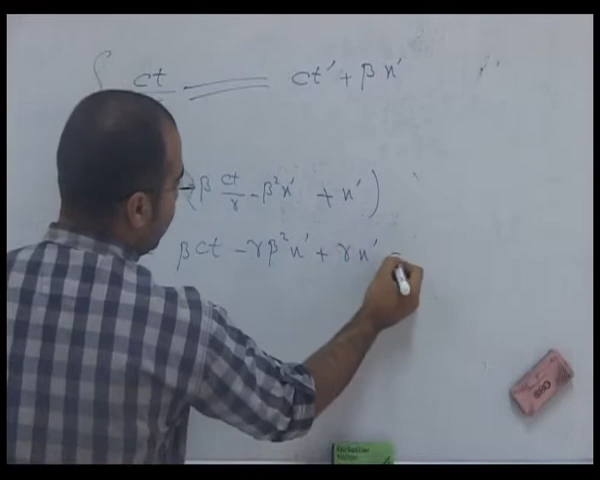 ct = ct' + βx'
β ct/γ - β²x' + x')
βct - γβ²x' + γx' =